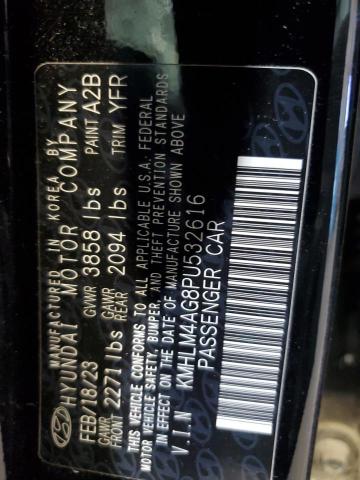 MANUFACTURED IN KOREA, BY
HYUNDAI MOTOR COMPANY
FEB/18/23 GVWR 3858 lbs PAINT A2B
GAWR FRONT 2271 lbs GAWR REAR 2094 lbs TRIM YFR
THIS VEHICLE CONFORMS TO ALL APPLICABLE U.S.A. FEDERAL
MOTOR VEHICLE SAFETY, BUMPER, AND THEFT PREVENTION STANDARDS
IN EFFECT ON THE DATE OF MANUFACTURE SHOWN ABOVE
V.I.N KMHLM4AG8PU532616
PASSENGER CAR